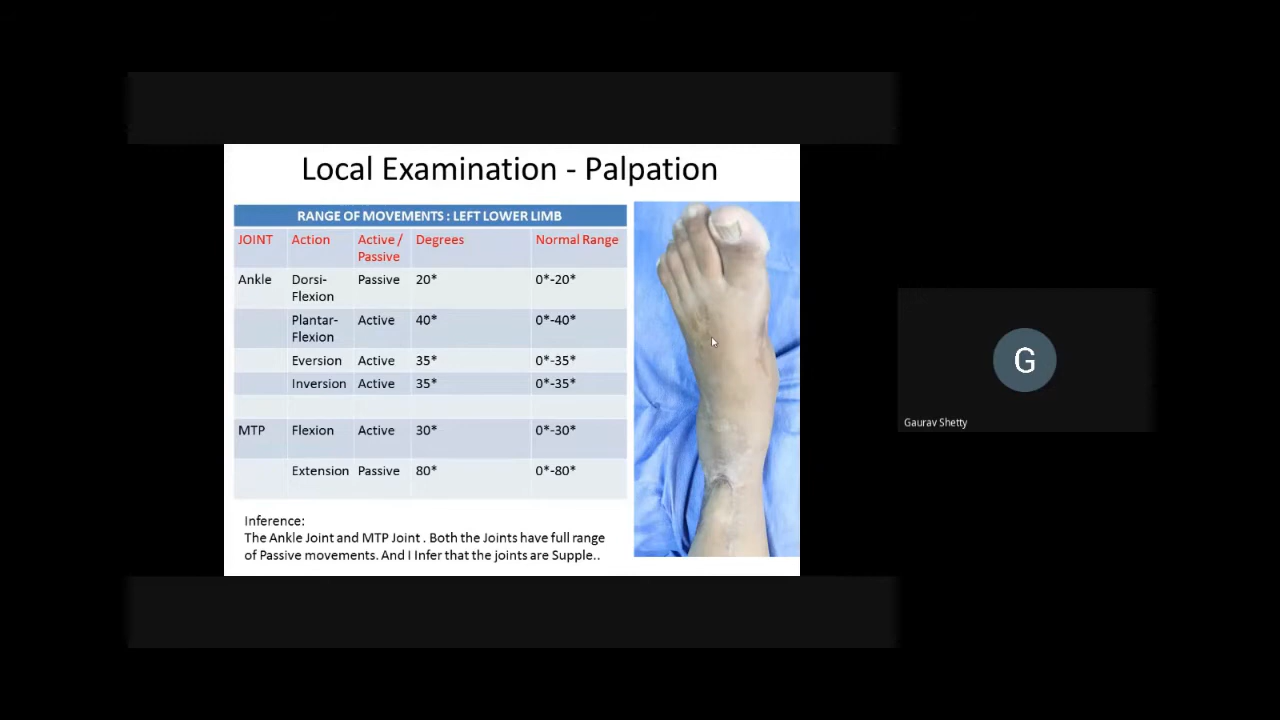 Local Examination - Palpation
RANGE OF MOVEMENTS : LEFT LOWER LIMB
JOINT Action Active / Passive Degrees Normal Range
Ankle Dorsi-Flexion Passive 20* 0*-20*
Plantar-Flexion Active 40* 0*-40*
Eversion Active 35* 0*-35*
Inversion Active 35* 0*-35*
MTP Flexion Active 30* 0*-30*
Extension Passive 80* 0*-80*
Inference:
The Ankle Joint and MTP Joint . Both the Joints have full range
of Passive movements. And I Infer that the joints are Supple..
G
Gaurav Shetty